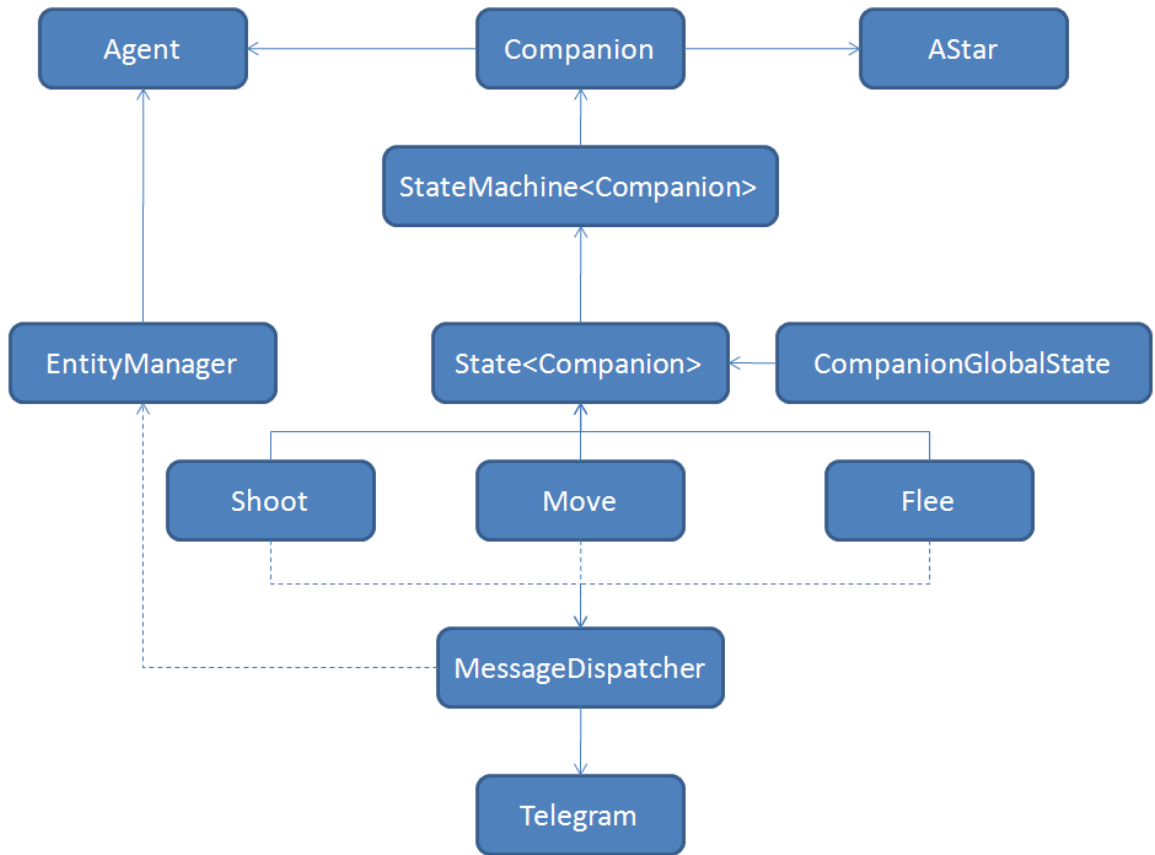 Agent
Companion
AStar
StateMachine<Companion>
EntityManager
State<Companion>
CompanionGlobalState
Shoot
Move
Flee
MessageDispatcher
Telegram